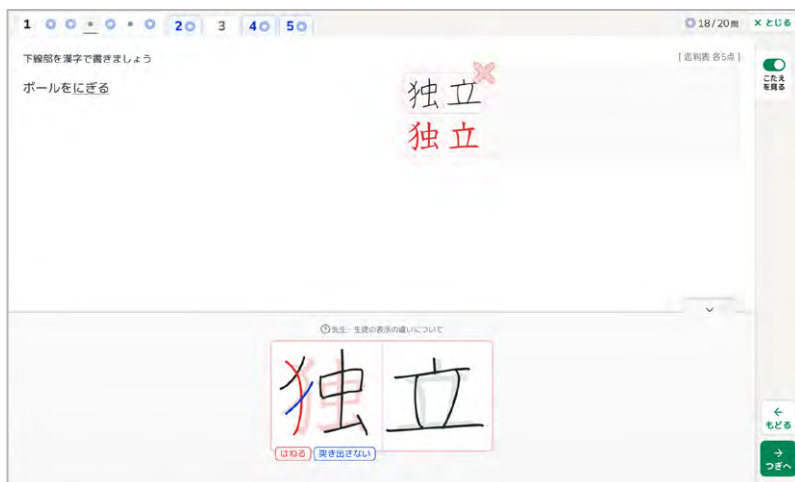 1 ◎ ◎ • ◎ • ◎ 2◎ 3 4◎ 5◎ ◎18/20問 ×とじる
下線部を漢字で書きましょう
[思判表 各5点]
ボールをにぎる
独立
独立
こたえ
を見る
?先生・生徒の表示の違いについて
独立
はねる 突き出さない
←
もどる
→
つぎへ